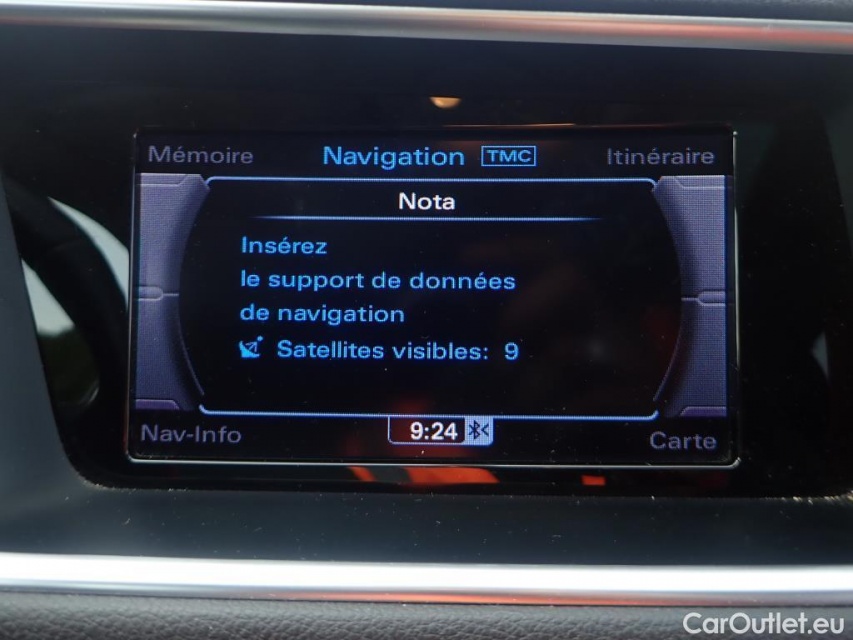 Mémoire Navigation TMC Itinéraire
Nota
Insérez
le support de données
de navigation
Satellites visibles: 9
Nav-Info 9:24 Carte
CarOutlet.eu